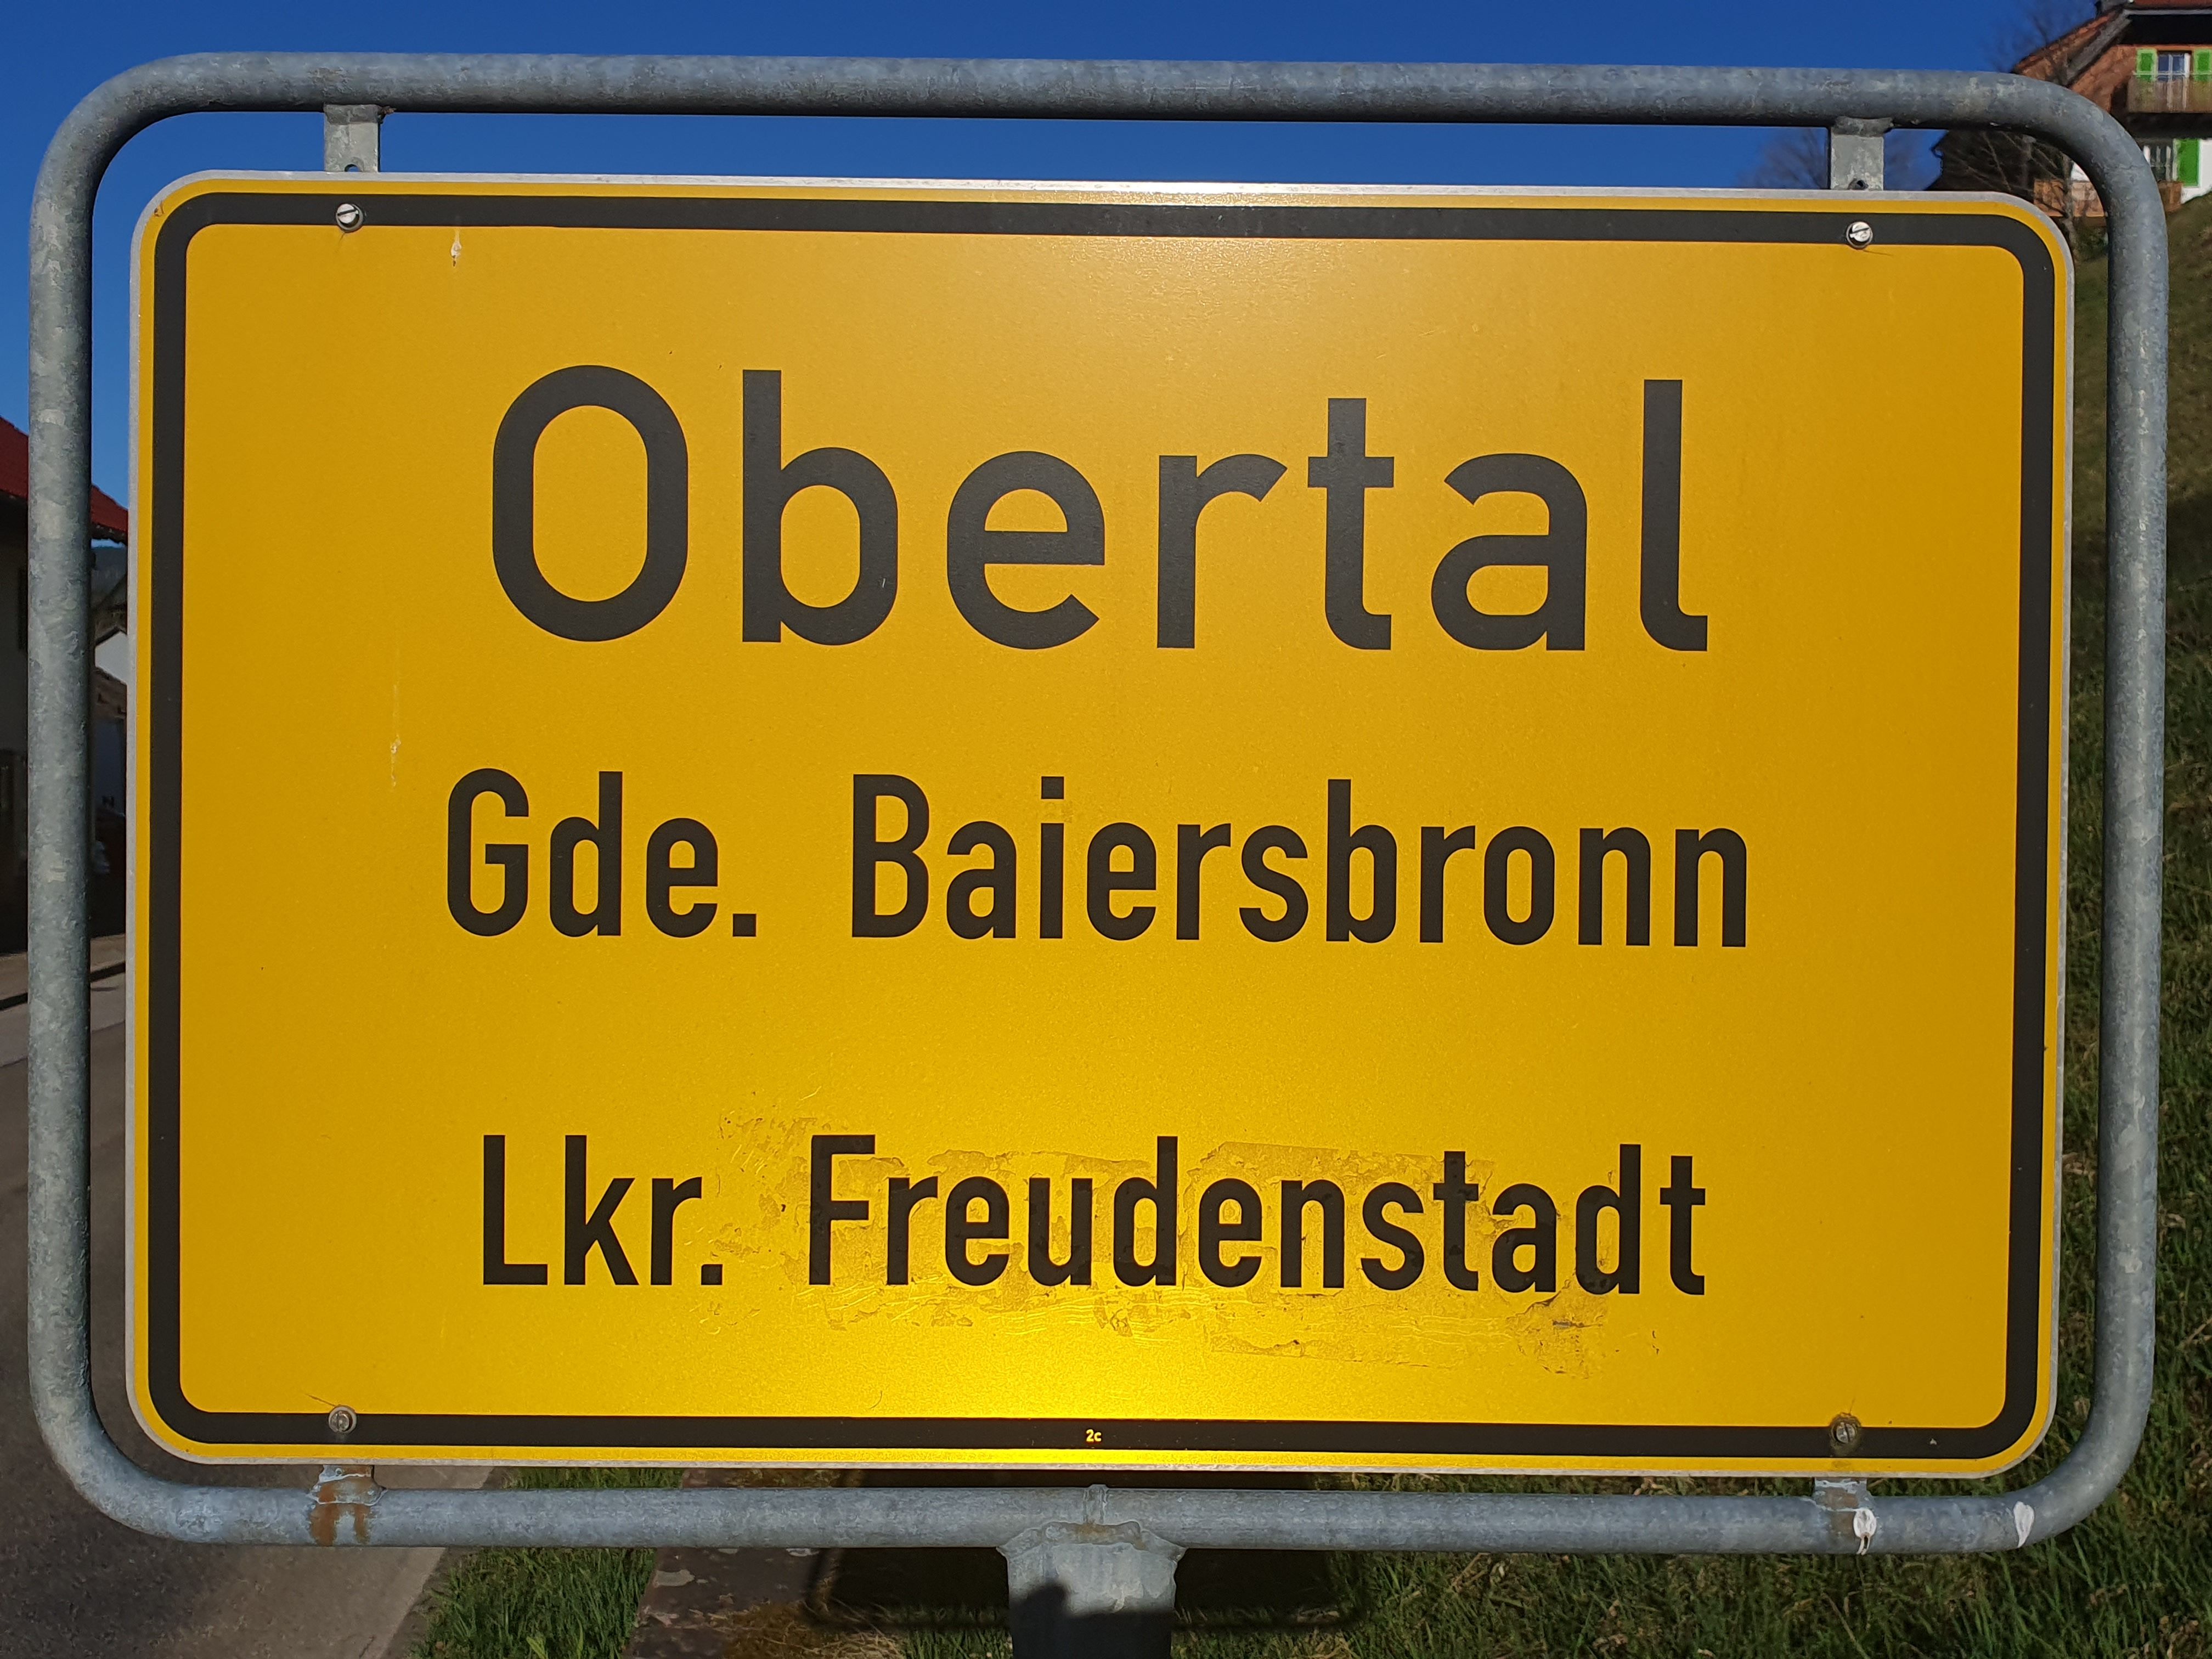 Obertal
Gde. Baiersbronn
Lkr. Freudenstadt
2c